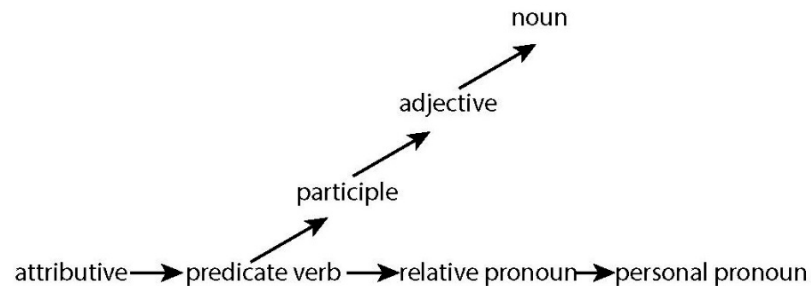 noun
adjective
participle
attributive predicate verb relative pronoun personal pronoun